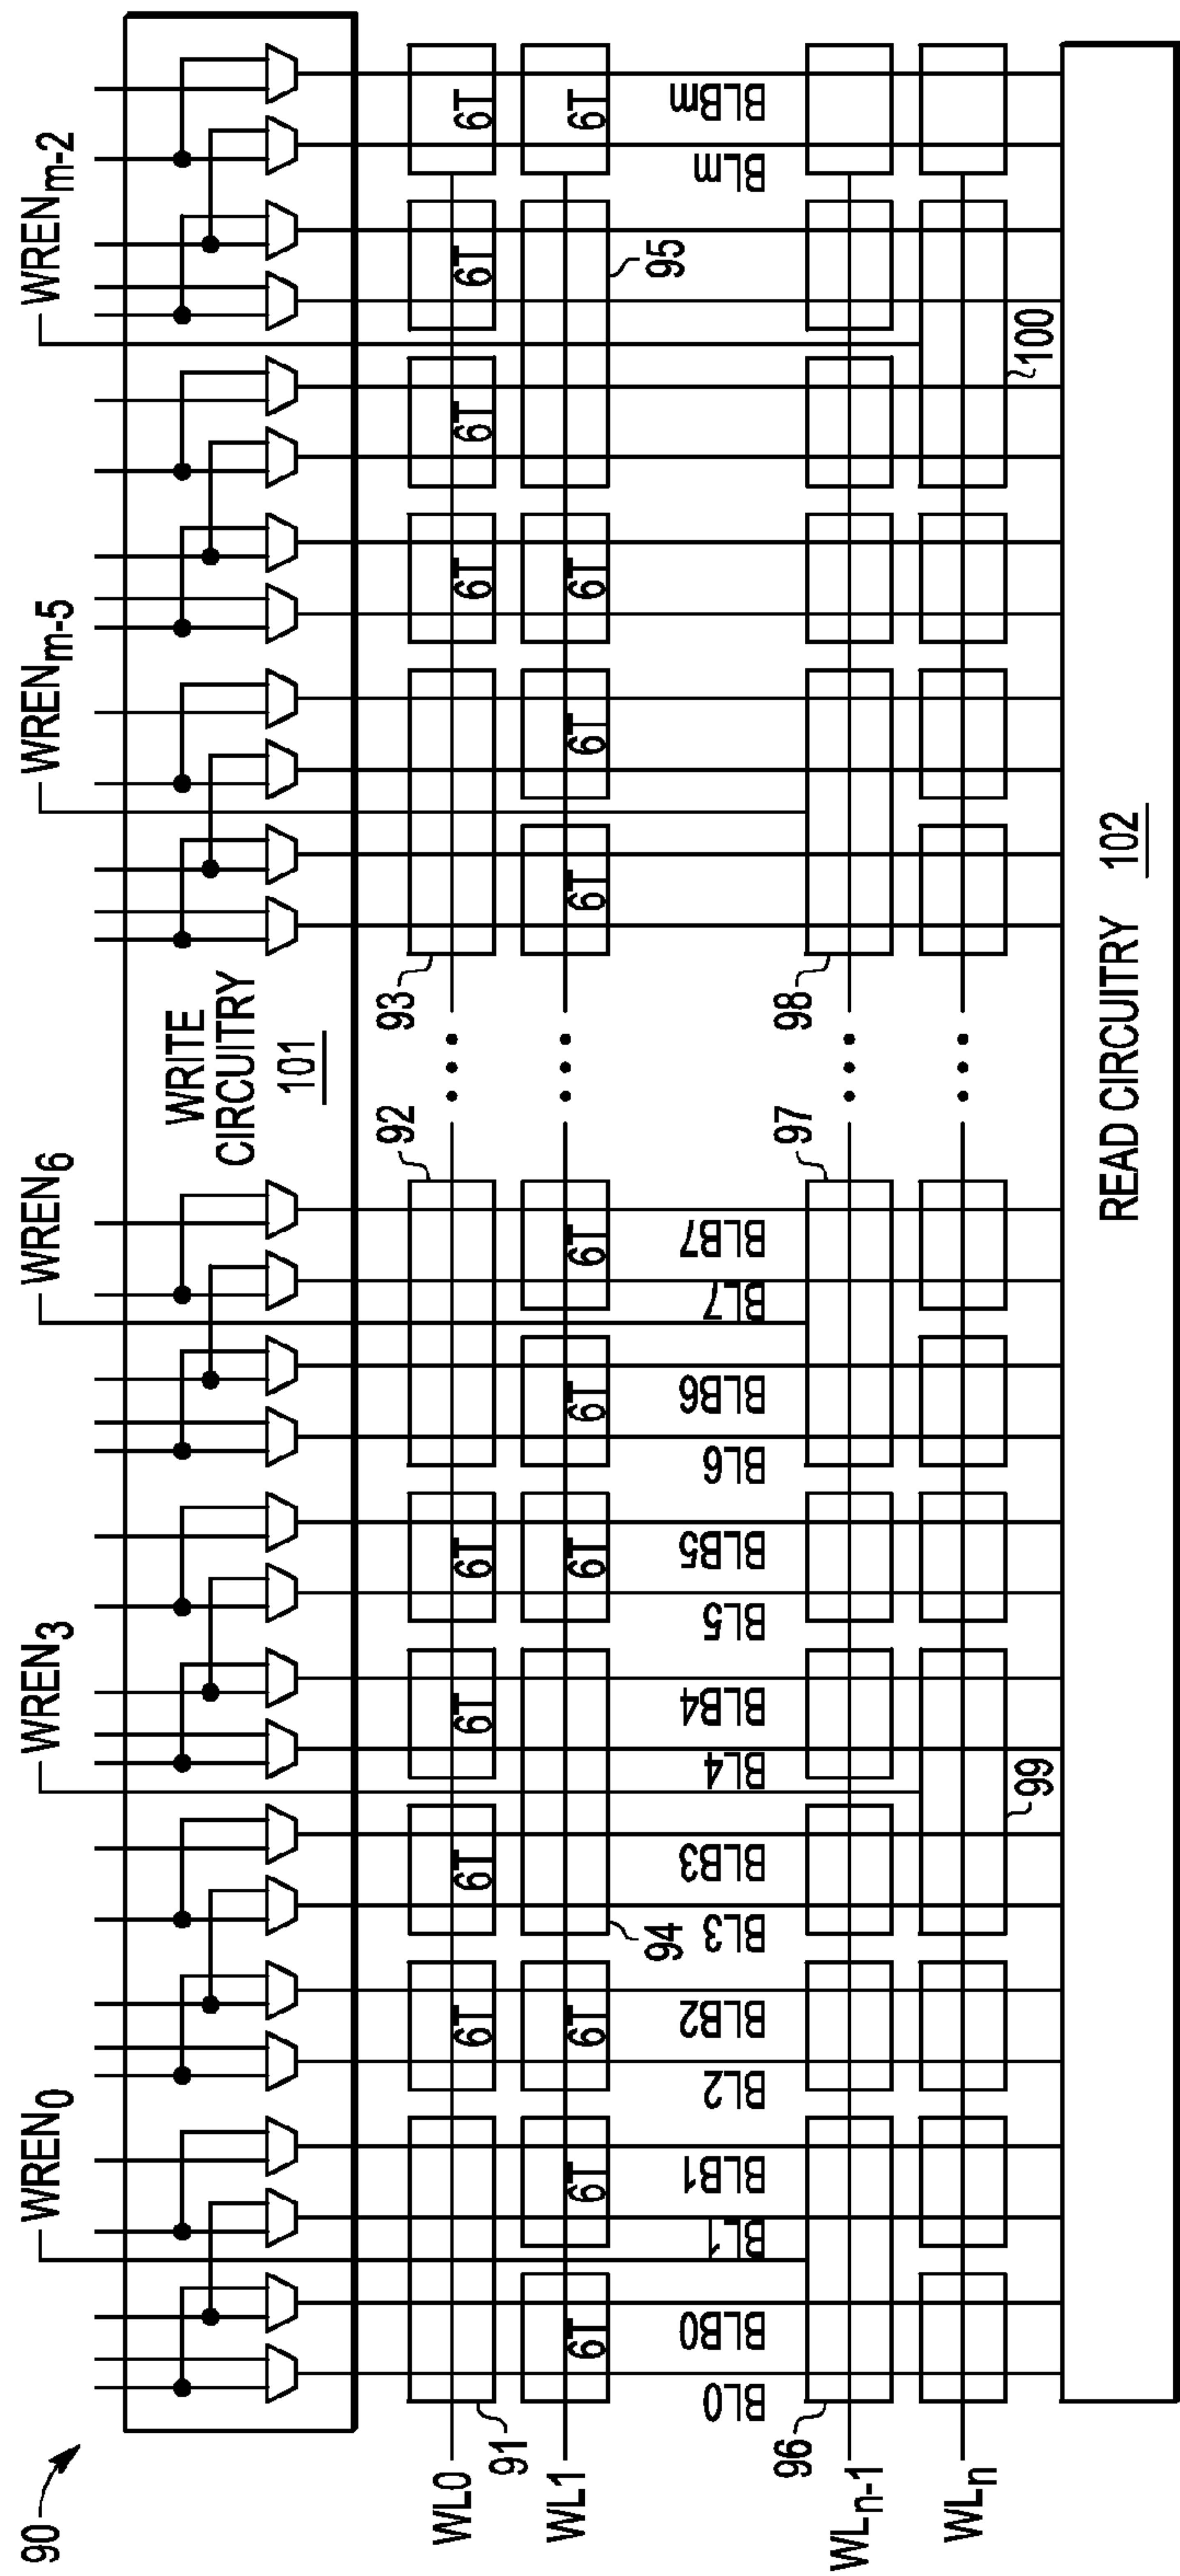 90
WREN0
WREN3
WREN6
WRENm-5
WRENm-2
WRITE
CIRCUITRY
101
WL0
91
92
93
6T
6T
6T
6T
6T
6T
6T
6T
WL1
6T
6T
6T
6T
6T
6T
6T
6T
6T
6T
94
95
BL0
BLB0
BL1
BLB1
BL2
BLB2
BL3
BLB3
BL4
BLB4
BL5
BLB5
BL6
BLB6
BL7
BLB7
BLm
BLBm
WLn-1
96
97
98
WLn
99
100
READ CIRCUITRY 102